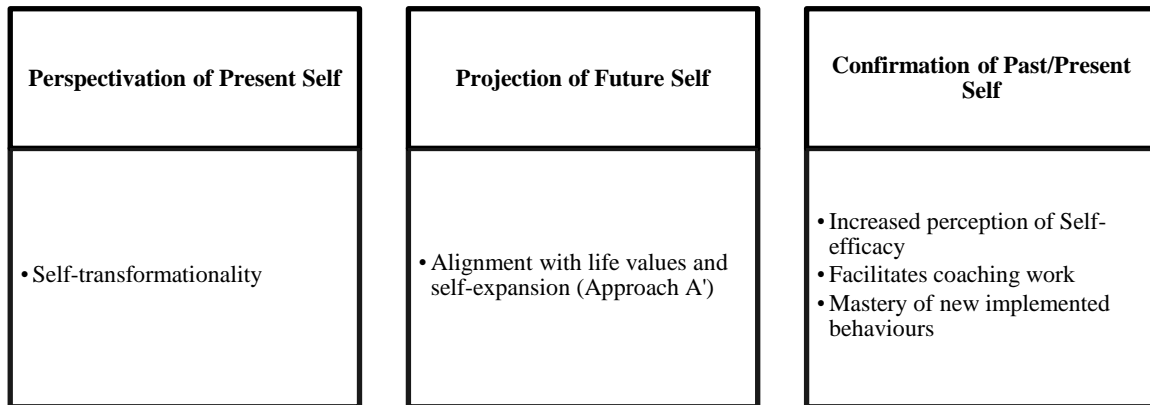 Perspectivation of Present Self
• Self-transformationality
Projection of Future Self
• Alignment with life values and
self-expansion (Approach A')
Confirmation of Past/Present
Self
• Increased perception of Self-
efficacy
• Facilitates coaching work
• Mastery of new implemented
behaviours